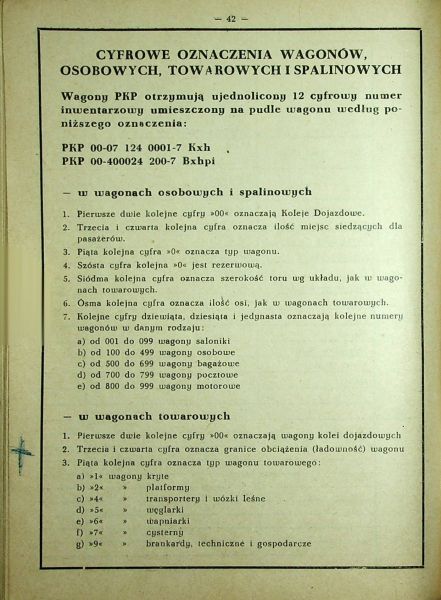 — 42 —
CYFROWE OZNACZENIA WAGONÓW,
OSOBOWYCH, TOWAROWYCH I SPALINOWYCH
Wagony PKP otrzymują ujednolicony 12 cyfrowy numer
inwentarzowy umieszczony na pudle wagonu według po-
niższego oznaczenia:
PKP 00-07 124 0001-7 Kxh
PKP 00-400024 200-7 Bxhpi
— w wagonach osobowych i spalinowych
1. Pierwsze dwie kolejne cyfry »00« oznaczają Koleje Dojazdowe.
2. Trzecia i czwarta kolejna cyfra oznacza ilość miejsc siedzących dla
pasażerów.
3. Piąta kolejna cyfra »0« oznacza typ wagonu.
4. Szósta cyfra kolejna »0« jest rezerwową.
5. Siódma kolejna cyfra oznacza szerokość toru wg układu, jak w wago-
nach towarowych.
6. Ósma kolejna cyfra oznacza ilość osi, jak w wagonach towarowych.
7. Kolejne cyfry dziewiąta, dziesiąta i jedynasta oznaczają kolejne numery
wagonów w danym rodzaju:
a) od 001 do 099 wagony saloniki
b) od 100 do 499 wagony osobowe
c) od 500 do 699 wagony bagażowe
d) od 700 do 799 wagony pocztowe
e) od 800 do 999 wagony motorowe
— w wagonach towarowych
1. Pierwsze dwie kolejne cyfry »00« oznaczają wagony kolei dojazdowych
2. Trzecia i czwarta cyfra oznacza granice obciążenia (ładowność) wagonu
3. Piąta kolejna cyfra oznacza typ wagonu towarowego:
a) »1« wagony kryte
b) »2« » platformy
c) »4« » transportery i wózki leśne
d) »5« » węglarki
e) »6« » wapniarki
f) »7« » cysterny
g) »9« » brankardy, techniczne i gospodarcze